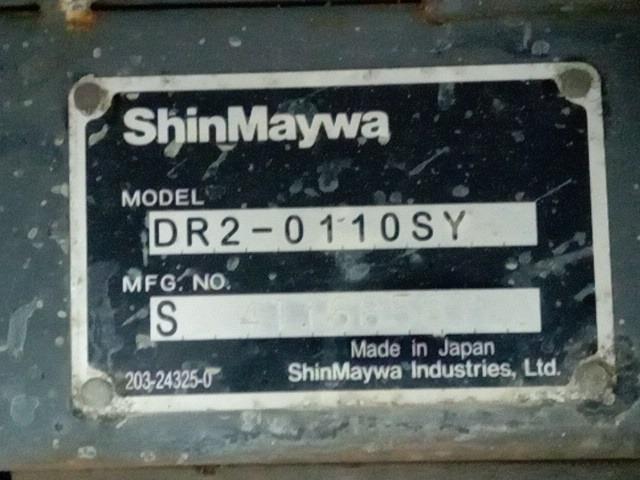 ShinMaywa
MODEL
DR2-0110SY
MFG. NO.
S
Made in Japan
203-24325-0
ShinMaywa Industries, Ltd.